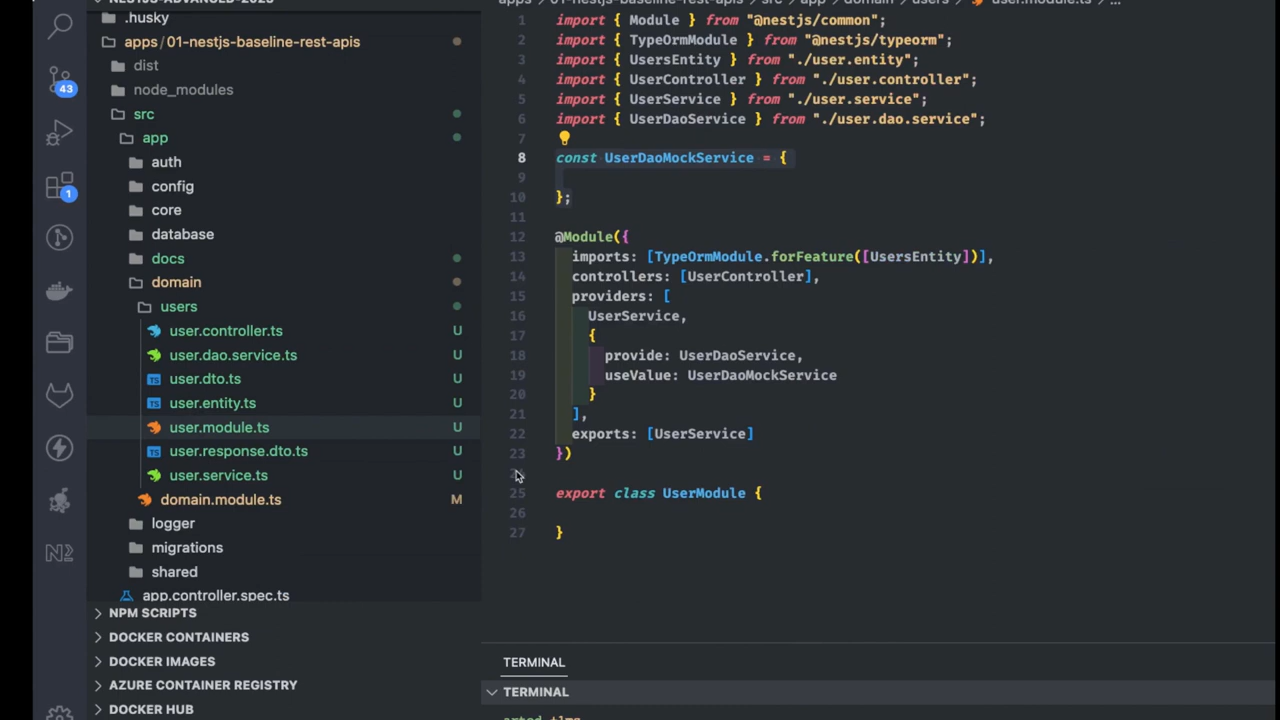 .husky
apps/01-nestjs-baseline-rest-apis
dist
node_modules
src
app
auth
config
core
database
docs
domain
users
user.controller.ts U
user.dao.service.ts U
user.dto.ts U
user.entity.ts U
user.module.ts U
user.response.dto.ts U
user.service.ts U
domain.module.ts M
logger
migrations
shared
app.controller.spec.ts
NPM SCRIPTS
DOCKER CONTAINERS
DOCKER IMAGES
AZURE CONTAINER REGISTRY
DOCKER HUB
43
1
1 import { Module } from "@nestjs/common";
2 import { TypeOrmModule } from "@nestjs/typeorm";
3 import { UsersEntity } from "./user.entity";
4 import { UserController } from "./user.controller";
5 import { UserService } from "./user.service";
6 import { UserDaoService } from "./user.dao.service";
7
8 const UserDaoMockService = {
9
10 };
11
12 @Module({
13 imports: [TypeOrmModule.forFeature([UsersEntity])],
14 controllers: [UserController],
15 providers: [
16 UserService,
17 {
18 provide: UserDaoService,
19 useValue: UserDaoMockService
20 }
21 ],
22 exports: [UserService]
23 })
25 export class UserModule {
26
27 }
TERMINAL
TERMINAL